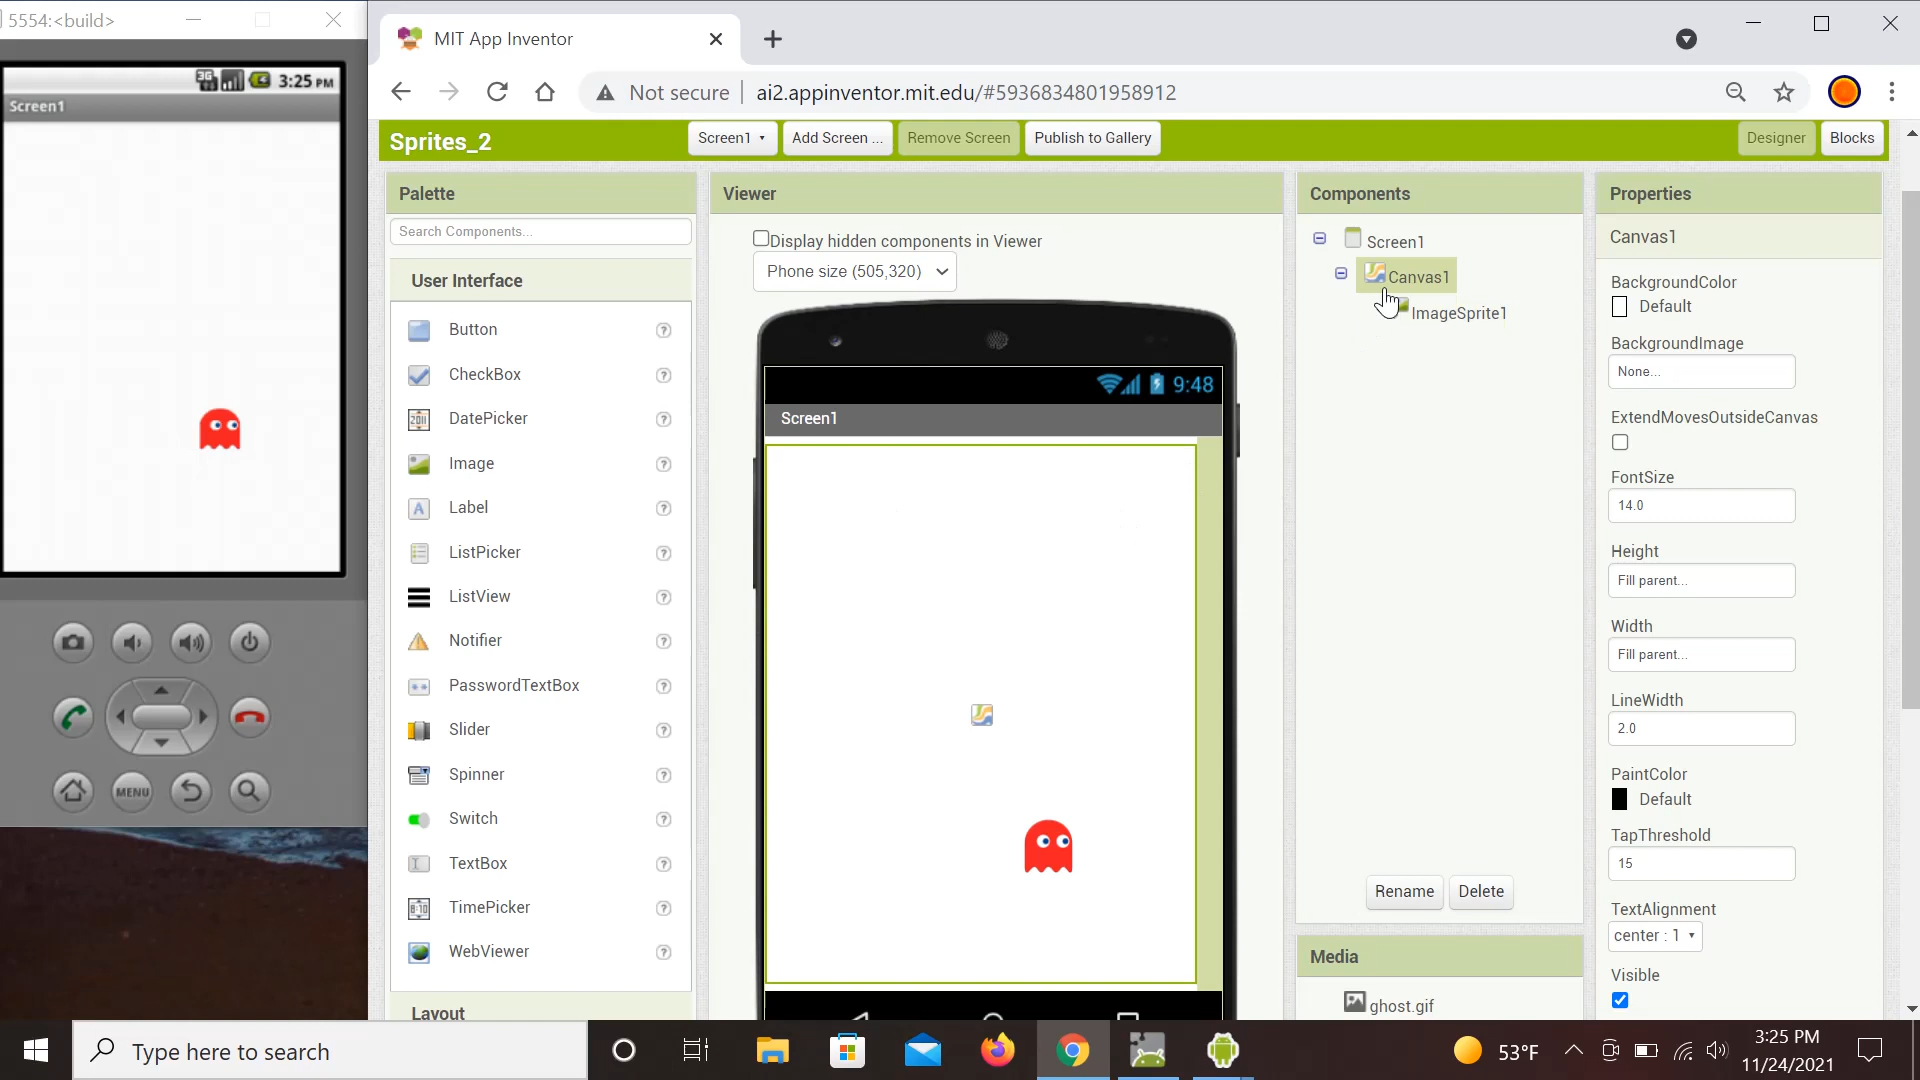 5554:<build>
3:25 PM
Screen1
MENU
MIT App Inventor
Not secure
ai2.appinventor.mit.edu/#5936834801958912
Sprites_2
Screen1
Add Screen ...
Remove Screen
Publish to Gallery
Designer
Blocks
Palette
Search Components...
User Interface
Button
CheckBox
DatePicker
Image
Label
ListPicker
ListView
Notifier
PasswordTextBox
Slider
Spinner
Switch
TextBox
TimePicker
WebViewer
Layout
Viewer
Display hidden components in Viewer
Phone size (505,320)
9:48
Screen1
Components
Screen1
Canvas1
ImageSprite1
Rename
Delete
Media
ghost.gif
Properties
Canvas1
BackgroundColor
Default
BackgroundImage
None...
ExtendMovesOutsideCanvas
FontSize
14.0
Height
Fill parent...
Width
Fill parent...
LineWidth
2.0
PaintColor
Default
TapThreshold
15
TextAlignment
center : 1
Visible
Type here to search
53°F
3:25 PM
11/24/2021